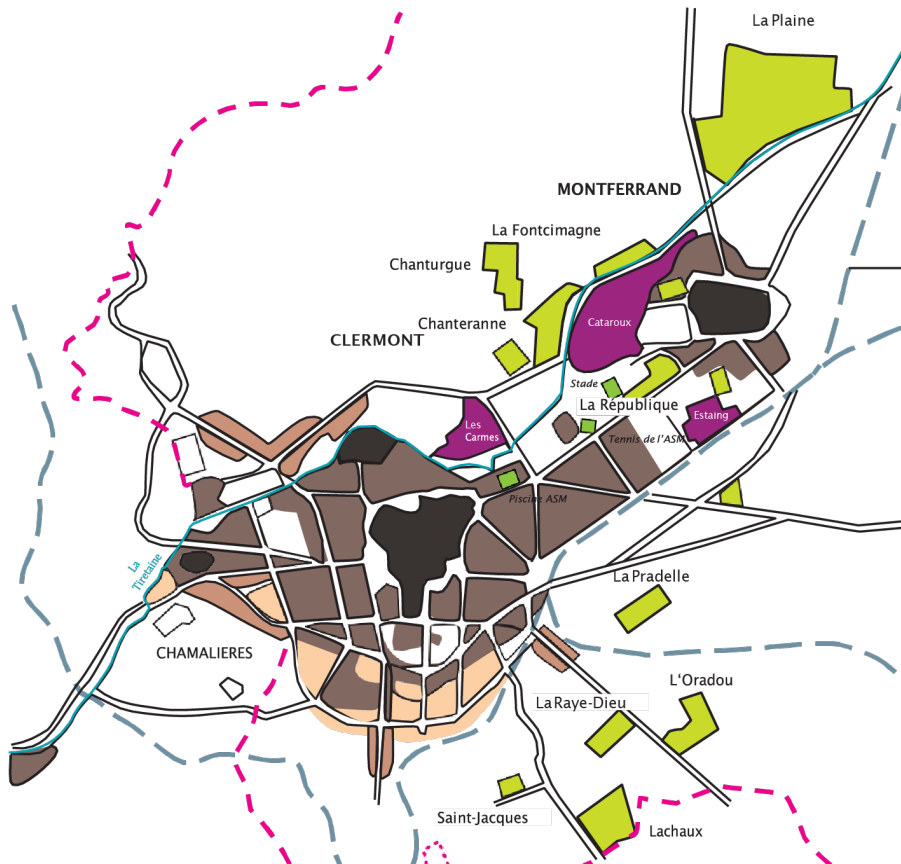 La Plaine
MONTFERRAND
La Fontcimagne
Chanturgue
Chanteranne
Cataroux
CLERMONT
Stade
La République
Estaing
Les
Carmes
Tennis de l'ASM
Piscine ASM
La
Tiretaine
La Pradelle
CHAMALIERES
L'Oradou
La Raye-Dieu
Saint-Jacques
Lachaux